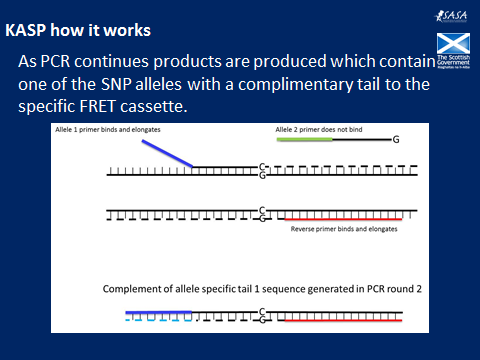 SASA
KASP how it works
The Scottish
Government
As PCR continues products are produced which contain
one of the SNP alleles with a complimentary tail to the
specific FRET cassette.
Allele 1 primer binds and elongates
Allele 2 primer does not bind
G
C
G
C
G
Reverse primer binds and elongates
Complement of allele specific tail 1 sequence generated in PCR round 2
C
G